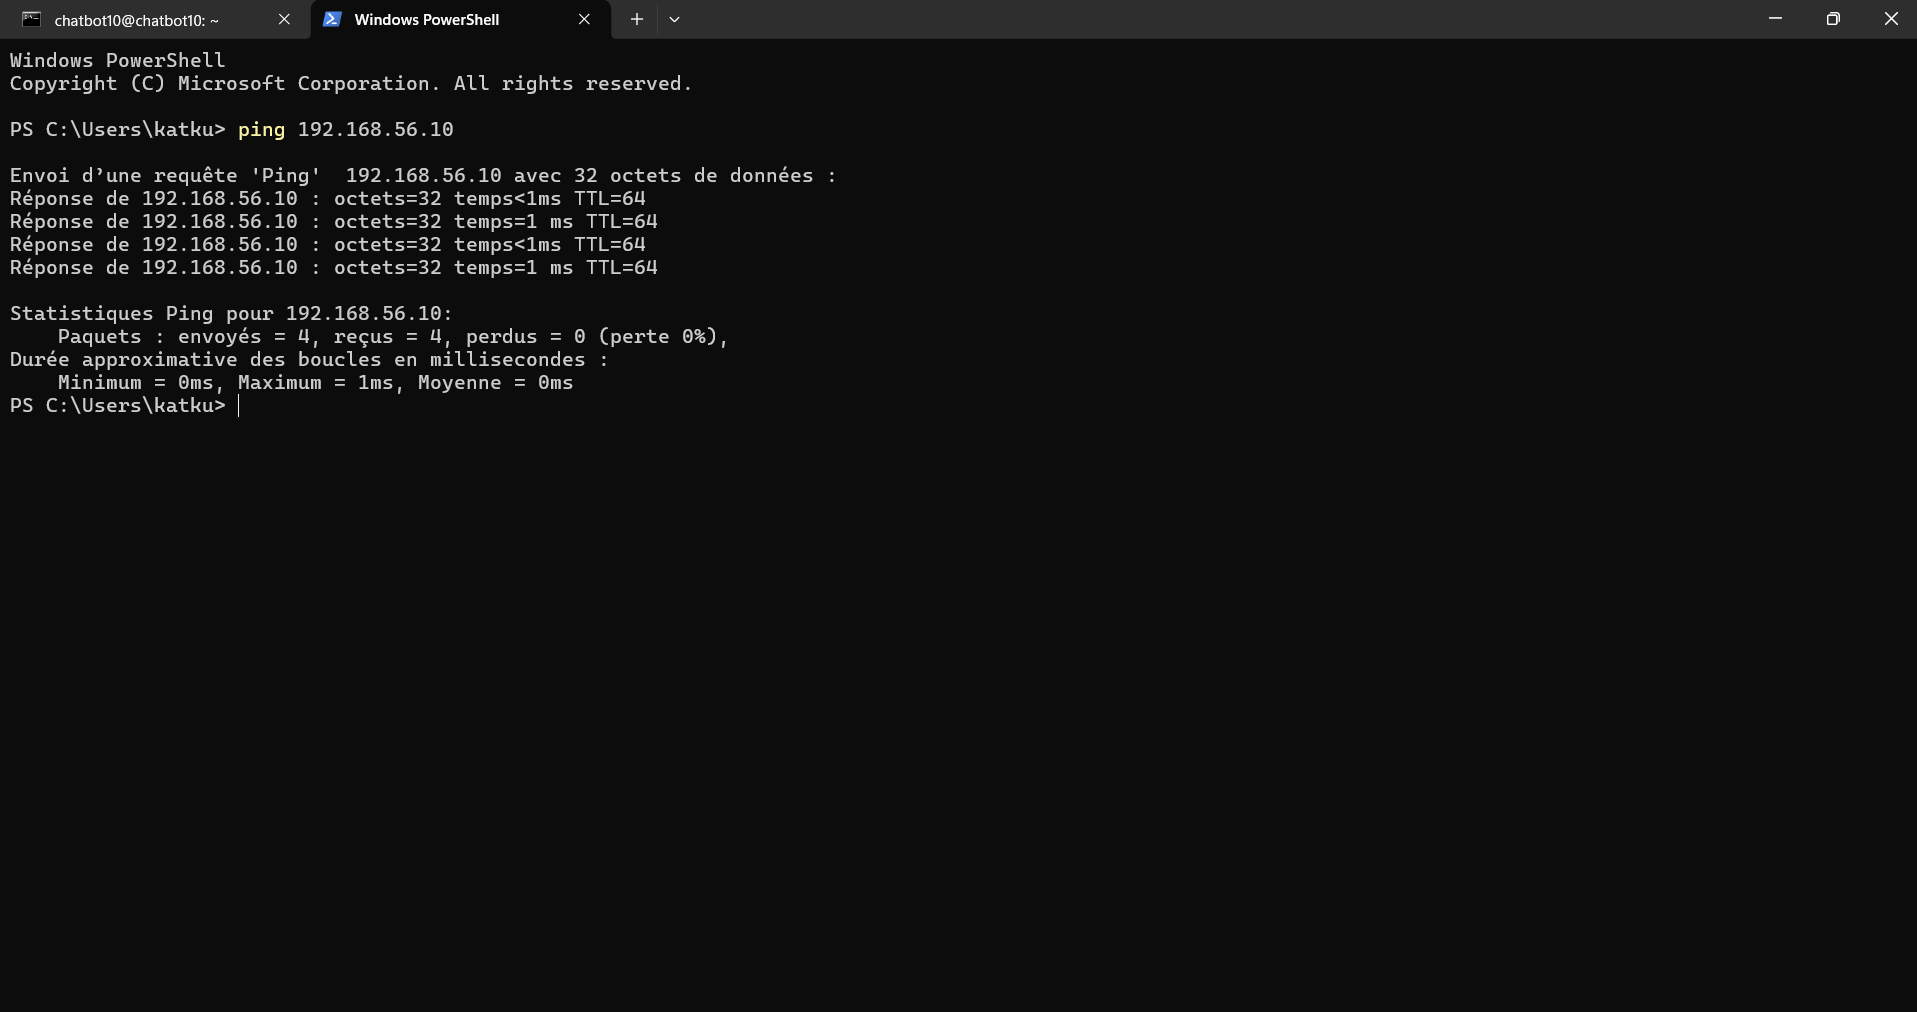 chatbot10@chatbot10: ~
Windows PowerShell
Windows PowerShell
Copyright (C) Microsoft Corporation. All rights reserved.
PS C:\Users\katku> ping 192.168.56.10
Envoi d’une requête 'Ping'  192.168.56.10 avec 32 octets de données :
Réponse de 192.168.56.10 : octets=32 temps<1ms TTL=64
Réponse de 192.168.56.10 : octets=32 temps=1 ms TTL=64
Réponse de 192.168.56.10 : octets=32 temps<1ms TTL=64
Réponse de 192.168.56.10 : octets=32 temps=1 ms TTL=64
Statistiques Ping pour 192.168.56.10:
    Paquets : envoyés = 4, reçus = 4, perdus = 0 (perte 0%),
Durée approximative des boucles en millisecondes :
    Minimum = 0ms, Maximum = 1ms, Moyenne = 0ms
PS C:\Users\katku>